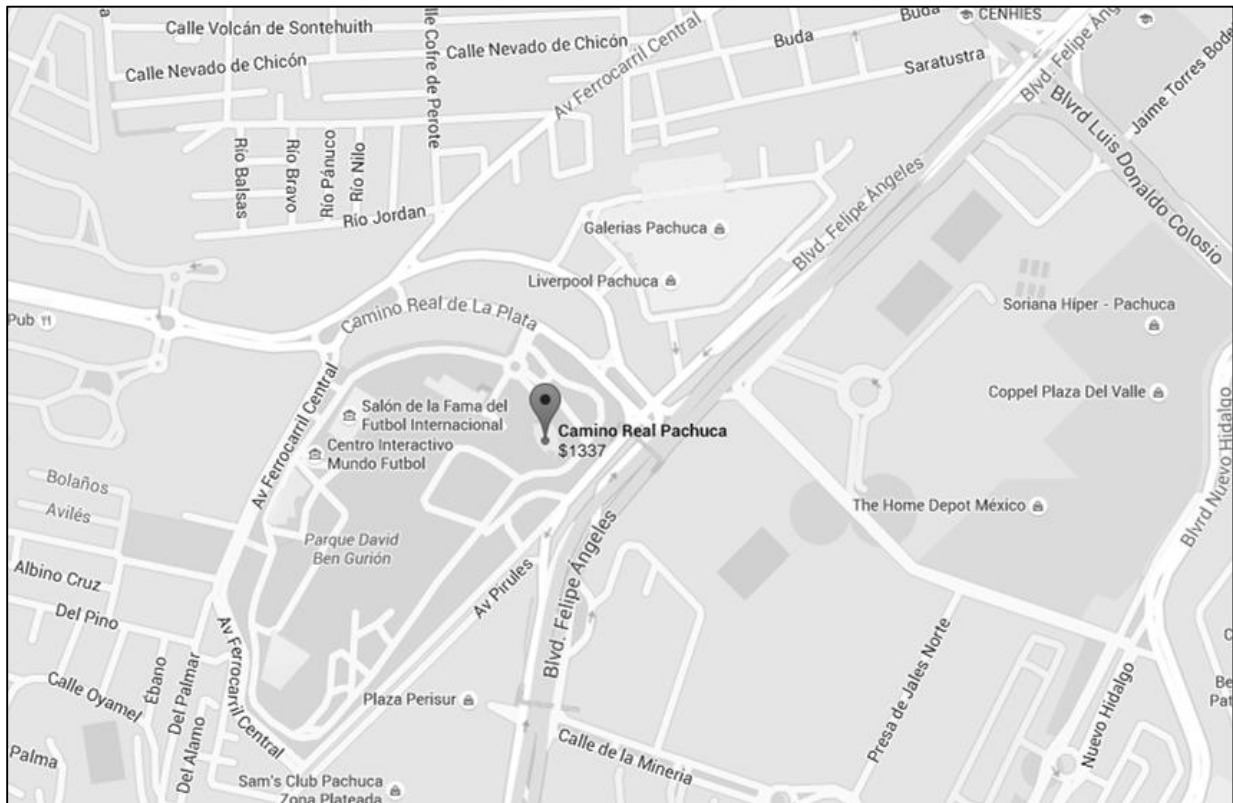 Calle Volcán de Sontehuith
Calle Nevado de Chicón
lle Cofre de Perote
Calle Nevado de Chicón
Av Ferrocarril Central
Buda
Buda
CENHIES
Saratustra
Blvd. Felipe Ángeles
Blvrd Luis Donaldo Colosio
Jaime Torres Bode
Río Balsas
Río Bravo
Río Pánuco
Río Nilo
Río Jordan
Galerias Pachuca
Blvd. Felipe Ángeles
Liverpool Pachuca
Pub
Camino Real de La Plata
Soriana Híper - Pachuca
Coppel Plaza Del Valle
Salón de la Fama del
Futbol Internacional
Camino Real Pachuca
$1337
Centro Interactivo
Mundo Futbol
Av Ferrocarril Central
Blvrd Nuevo Hidalgo
Bolaños
Avilés
The Home Depot México
Parque David
Ben Gurión
Albino Cruz
Del Pino
Av Pirules
Blvd. Felipe Ángeles
Av Ferrocarril Central
Calle Oyamel
Ébano
Del Palmar
Del Alamo
Plaza Perisur
Presa de Jales Norte
Nuevo Hidalgo
Be
Pat
Palma
Calle de la Mineria
Sam's Club Pachuca
Zona Plateada